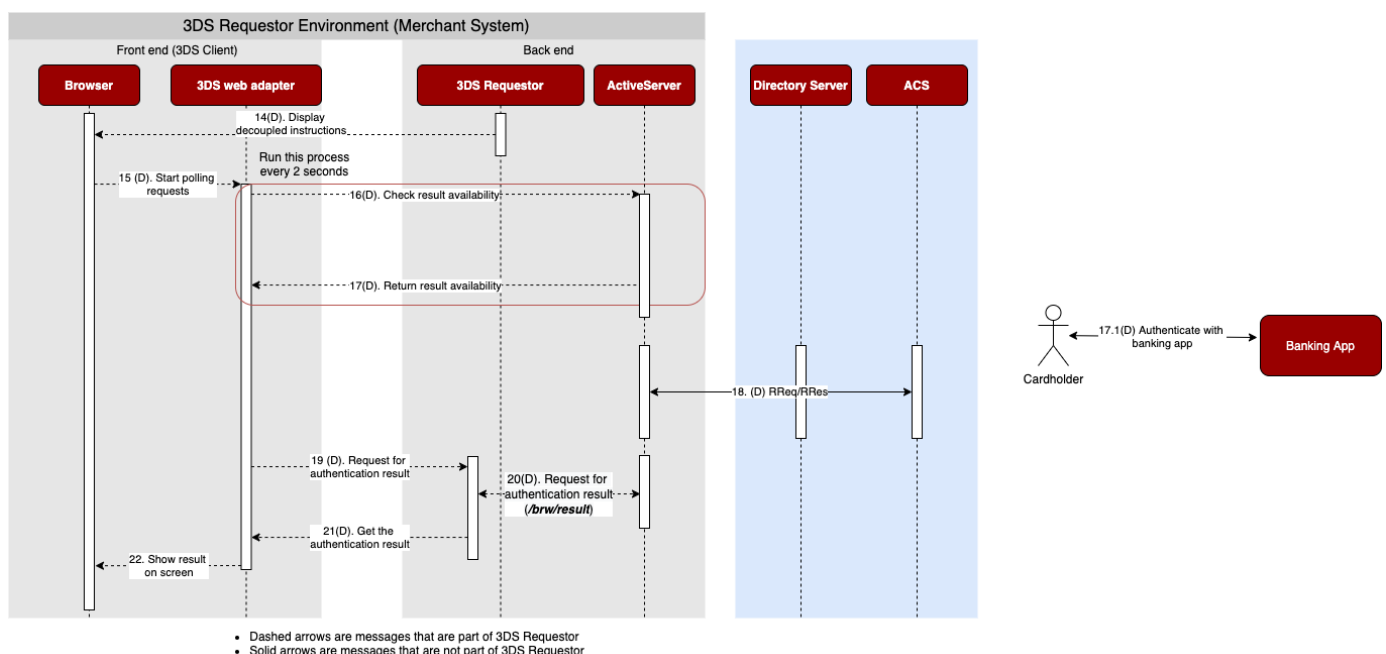 3DS Requestor Environment (Merchant System)
Front end (3DS Client)
Back end
Browser
3DS web adapter
3DS Requestor
ActiveServer
Directory Server
ACS
14(D). Display
decoupled instructions
Run this process
every 2 seconds
15 (D). Start polling
requests
16(D). Check result availability
17(D). Return result availability
17.1(D) Authenticate with
banking app
Banking App
Cardholder
18. (D) RReq/RRes
19 (D). Request for
authentication result
20(D). Request for
authentication result
(/brw/result)
21(D). Get the
authentication result
22. Show result
on screen
• Dashed arrows are messages that are part of 3DS Requestor
• Solid arrows are messages that are not part of 3DS Requestor